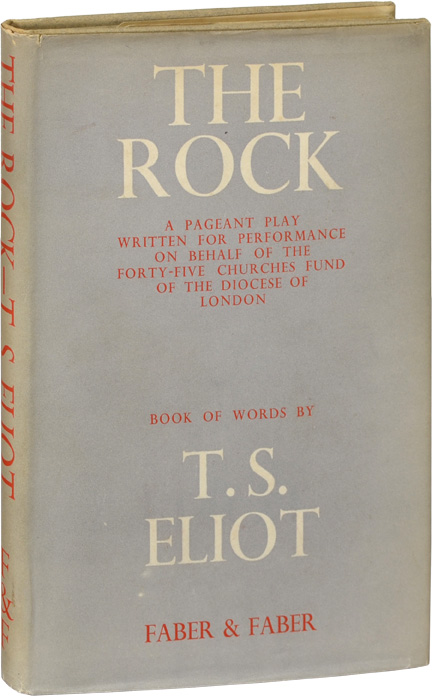 THE
ROCK
A PAGEANT PLAY
WRITTEN FOR PERFORMANCE
ON BEHALF OF THE
FORTY-FIVE CHURCHES FUND
OF THE DIOCESE OF
LONDON
BOOK OF WORDS BY
T. S.
ELIOT
FABER & FABER
THE ROCK—T. S. ELIOT